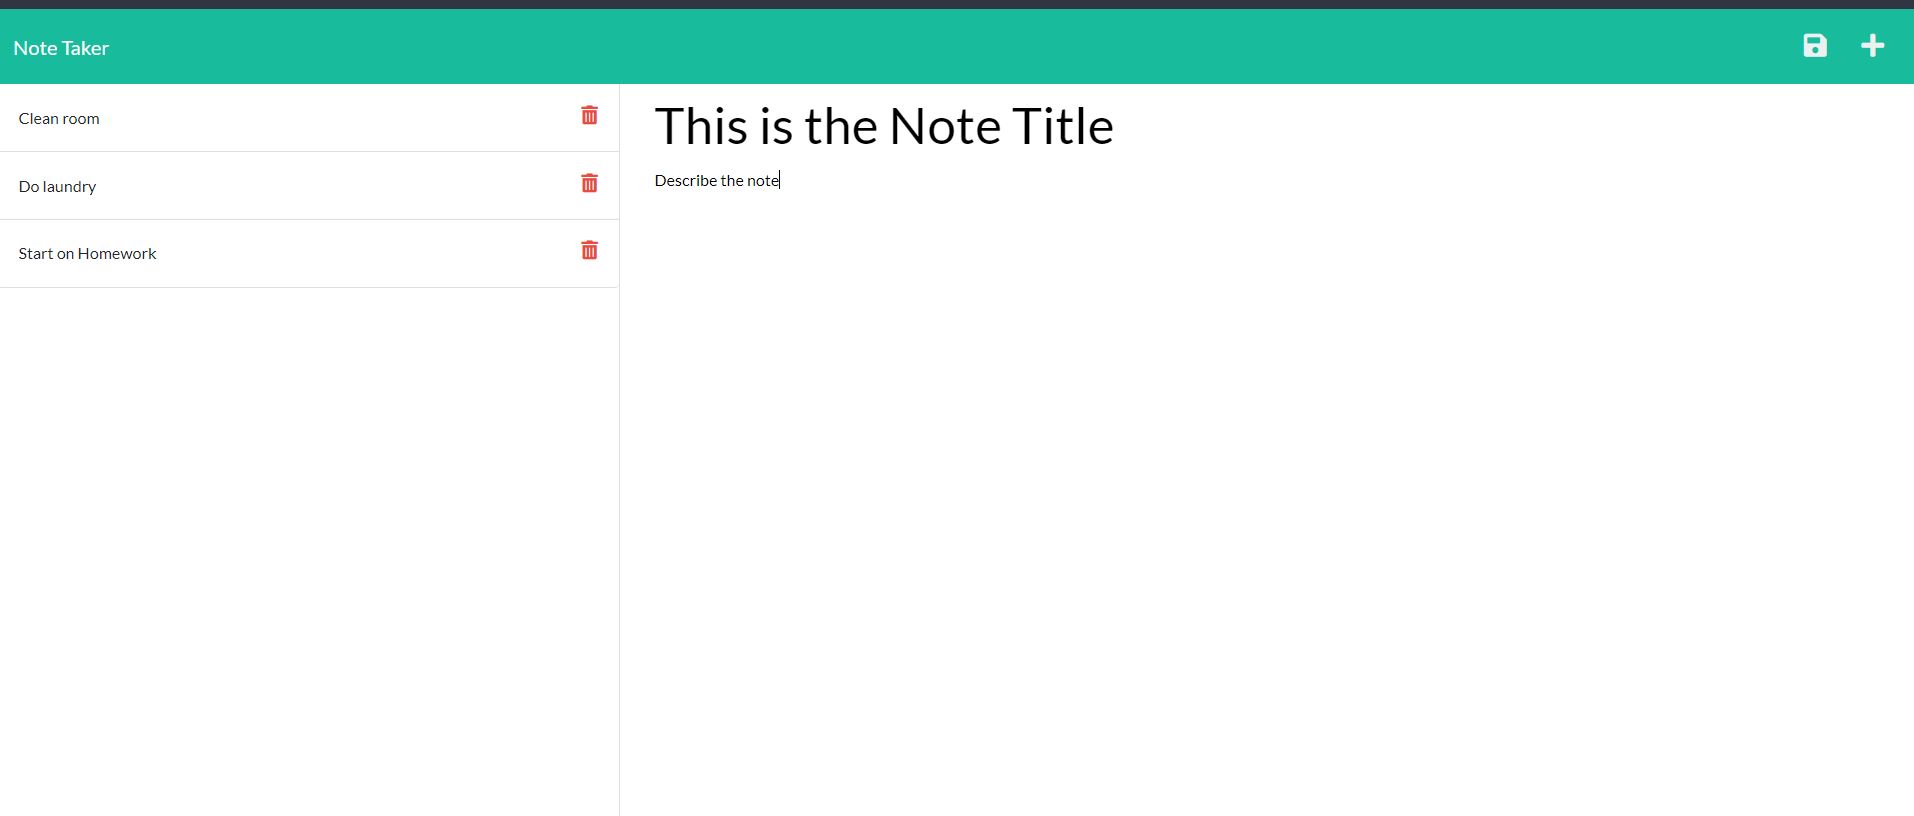 Note Taker
Clean room
Do laundry
Start on Homework
This is the Note Title
Describe the note